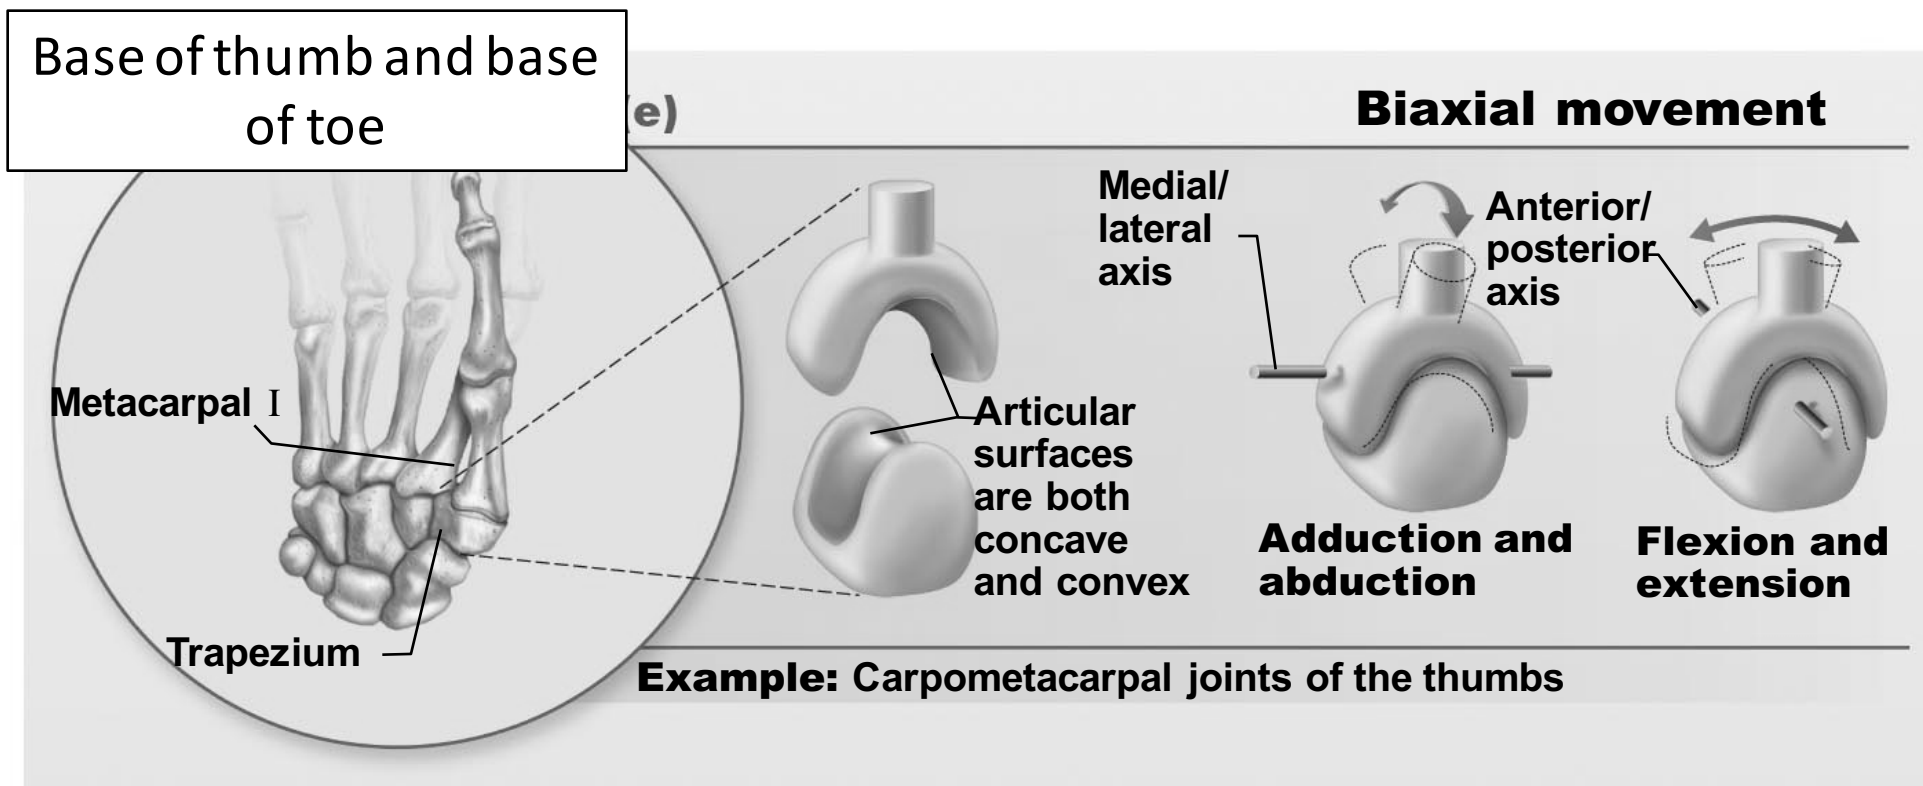 Base of thumb and base
of toe
(e)
Biaxial movement
Medial/
lateral
axis
Anterior/
posterior
axis
Metacarpal I
Articular
surfaces
are both
concave
and convex
Adduction and
abduction
Flexion and
extension
Trapezium
Example: Carpometacarpal joints of the thumbs